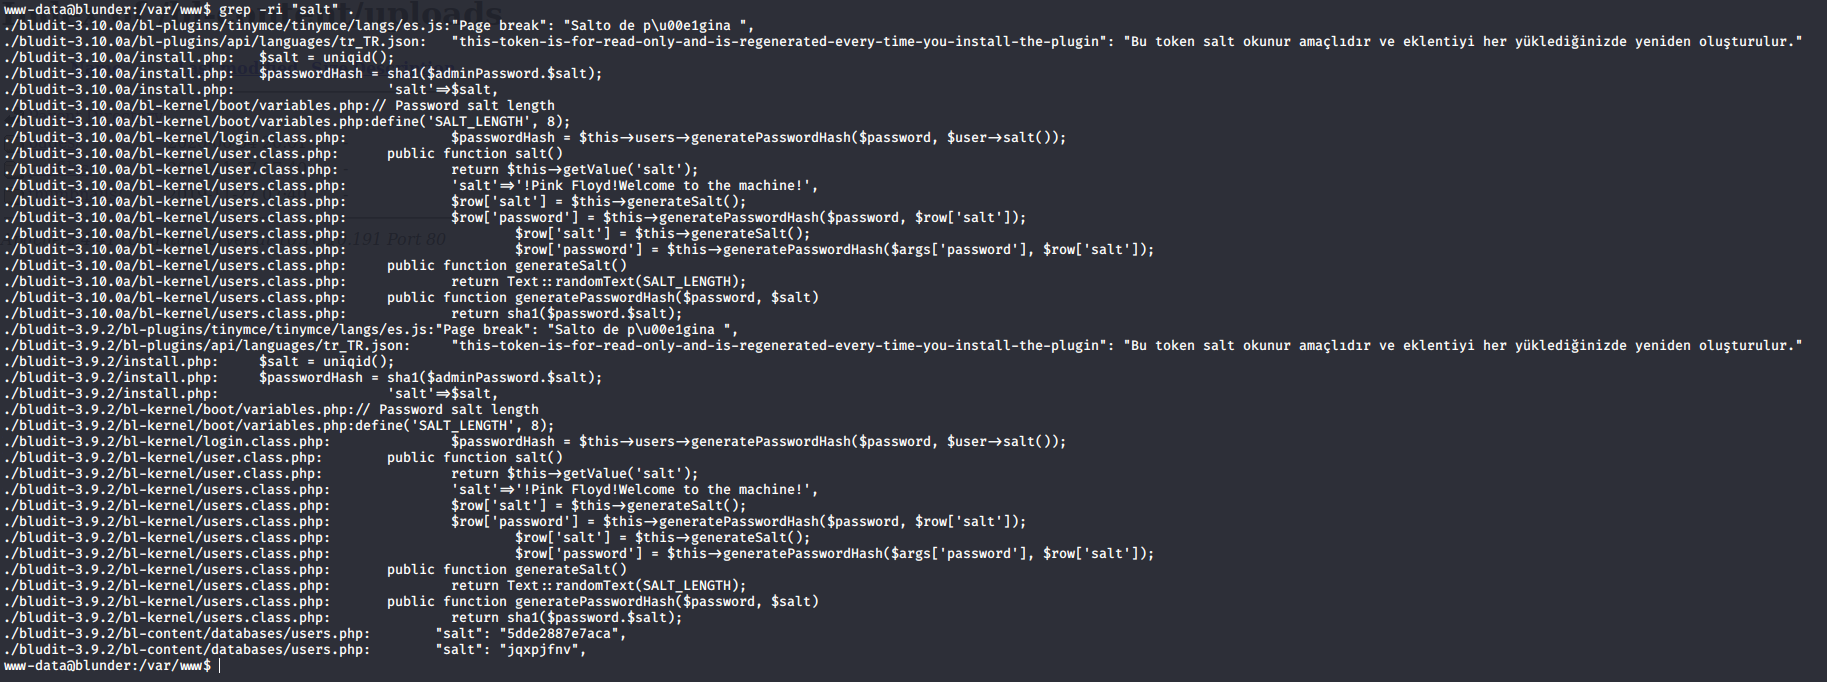 www-data@blunder:/var/www$ grep -ri "salt" .
./bludit-3.10.0a/bl-plugins/tinymce/tinymce/langs/es.js:"Page break": "Salto de p\u00e1gina ",
./bludit-3.10.0a/bl-plugins/api/languages/tr_TR.json:   "this-token-is-for-read-only-and-is-regenerated-every-time-you-install-the-plugin": "Bu token salt okunur amaçlıdır ve eklentiyi her yüklediğinizde yeniden oluşturulur."
./bludit-3.10.0a/install.php:   $salt = uniqid();
./bludit-3.10.0a/install.php:   $passwordHash = sha1($adminPassword.$salt);
./bludit-3.10.0a/install.php:                   'salt'=>$salt,
./bludit-3.10.0a/bl-kernel/boot/variables.php:// Password salt length
./bludit-3.10.0a/bl-kernel/boot/variables.php:define('SALT_LENGTH', 8);
./bludit-3.10.0a/bl-kernel/login.class.php:             $passwordHash = $this->users->generatePasswordHash($password, $user->salt());
./bludit-3.10.0a/bl-kernel/user.class.php:      public function salt()
./bludit-3.10.0a/bl-kernel/user.class.php:              return $this->getValue('salt');
./bludit-3.10.0a/bl-kernel/users.class.php:             'salt'=>'!Pink Floyd!Welcome to the machine!',
./bludit-3.10.0a/bl-kernel/users.class.php:             $row['salt'] = $this->generateSalt();
./bludit-3.10.0a/bl-kernel/users.class.php:             $row['password'] = $this->generatePasswordHash($password, $row['salt']);
./bludit-3.10.0a/bl-kernel/users.class.php:                     $row['salt'] = $this->generateSalt();
./bludit-3.10.0a/bl-kernel/users.class.php:                     $row['password'] = $this->generatePasswordHash($args['password'], $row['salt']);
./bludit-3.10.0a/bl-kernel/users.class.php:     public function generateSalt()
./bludit-3.10.0a/bl-kernel/users.class.php:             return Text::randomText(SALT_LENGTH);
./bludit-3.10.0a/bl-kernel/users.class.php:     public function generatePasswordHash($password, $salt)
./bludit-3.10.0a/bl-kernel/users.class.php:             return sha1($password.$salt);
./bludit-3.9.2/bl-plugins/tinymce/tinymce/langs/es.js:"Page break": "Salto de p\u00e1gina ",
./bludit-3.9.2/bl-plugins/api/languages/tr_TR.json:     "this-token-is-for-read-only-and-is-regenerated-every-time-you-install-the-plugin": "Bu token salt okunur amaçlıdır ve eklentiyi her yüklediğinizde yeniden oluşturulur."
./bludit-3.9.2/install.php:     $salt = uniqid();
./bludit-3.9.2/install.php:     $passwordHash = sha1($adminPassword.$salt);
./bludit-3.9.2/install.php:                     'salt'=>$salt,
./bludit-3.9.2/bl-kernel/boot/variables.php:// Password salt length
./bludit-3.9.2/bl-kernel/boot/variables.php:define('SALT_LENGTH', 8);
./bludit-3.9.2/bl-kernel/login.class.php:               $passwordHash = $this->users->generatePasswordHash($password, $user->salt());
./bludit-3.9.2/bl-kernel/user.class.php:        public function salt()
./bludit-3.9.2/bl-kernel/user.class.php:                return $this->getValue('salt');
./bludit-3.9.2/bl-kernel/users.class.php:               'salt'=>'!Pink Floyd!Welcome to the machine!',
./bludit-3.9.2/bl-kernel/users.class.php:               $row['salt'] = $this->generateSalt();
./bludit-3.9.2/bl-kernel/users.class.php:               $row['password'] = $this->generatePasswordHash($password, $row['salt']);
./bludit-3.9.2/bl-kernel/users.class.php:                       $row['salt'] = $this->generateSalt();
./bludit-3.9.2/bl-kernel/users.class.php:                       $row['password'] = $this->generatePasswordHash($args['password'], $row['salt']);
./bludit-3.9.2/bl-kernel/users.class.php:       public function generateSalt()
./bludit-3.9.2/bl-kernel/users.class.php:               return Text::randomText(SALT_LENGTH);
./bludit-3.9.2/bl-kernel/users.class.php:       public function generatePasswordHash($password, $salt)
./bludit-3.9.2/bl-kernel/users.class.php:               return sha1($password.$salt);
./bludit-3.9.2/bl-content/databases/users.php:        "salt": "5dde2887e7aca",
./bludit-3.9.2/bl-content/databases/users.php:        "salt": "jqxpjfnv",
www-data@blunder:/var/www$